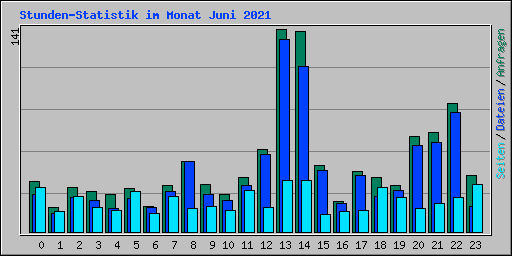 Stunden-Statistik im Monat Juni 2021
141
Seiten / Dateien / Anfragen
0 1 2 3 4 5 6 7 8 9 10 11 12 13 14 15 16 17 18 19 20 21 22 23